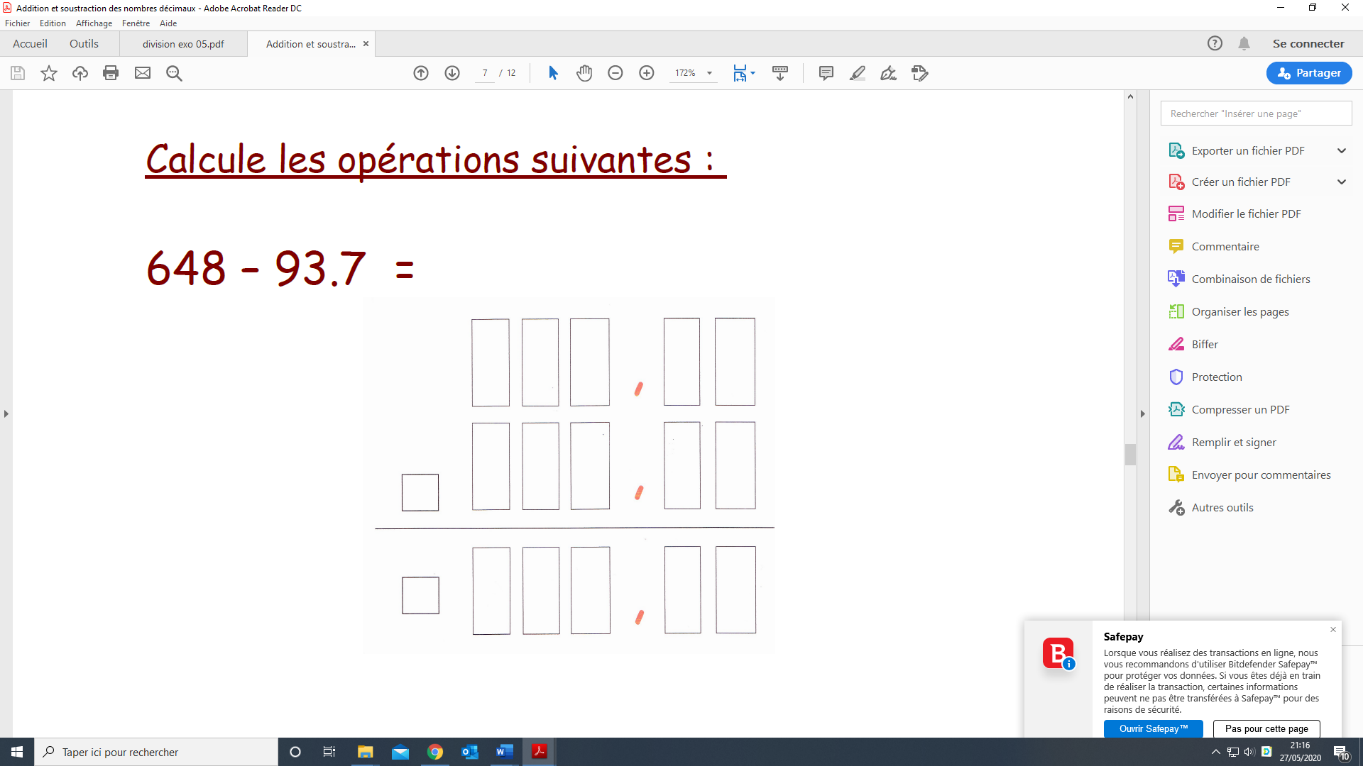 Addition et soustraction des nombres décimaux - Adobe Acrobat Reader DC
Fichier Edition Affichage Fenêtre Aide
Accueil Outils division exo 05.pdf Addition et soustra... × Se connecter
7 / 12 172% Partager
Calcule les opérations suivantes :
648 - 93.7 =
, 
, 
, 
Rechercher "Insérer une page"
Exporter un fichier PDF
Créer un fichier PDF
Modifier le fichier PDF
Commentaire
Combinaison de fichiers
Organiser les pages
Biffer
Protection
Compresser un PDF
Remplir et signer
Envoyer pour commentaires
Autres outils
Safepay
Lorsque vous réalisez des transactions en ligne, nous
vous recommandons d'utiliser Bitdefender Safepay™
pour protéger vos données. Si vous êtes déjà en train
de réaliser la transaction, certaines informations
peuvent ne pas être transférées à Safepay™ pour des
raisons de sécurité.
Ouvrir Safepay™ Pas pour cette page
Taper ici pour rechercher
21:16
27/05/2020
10